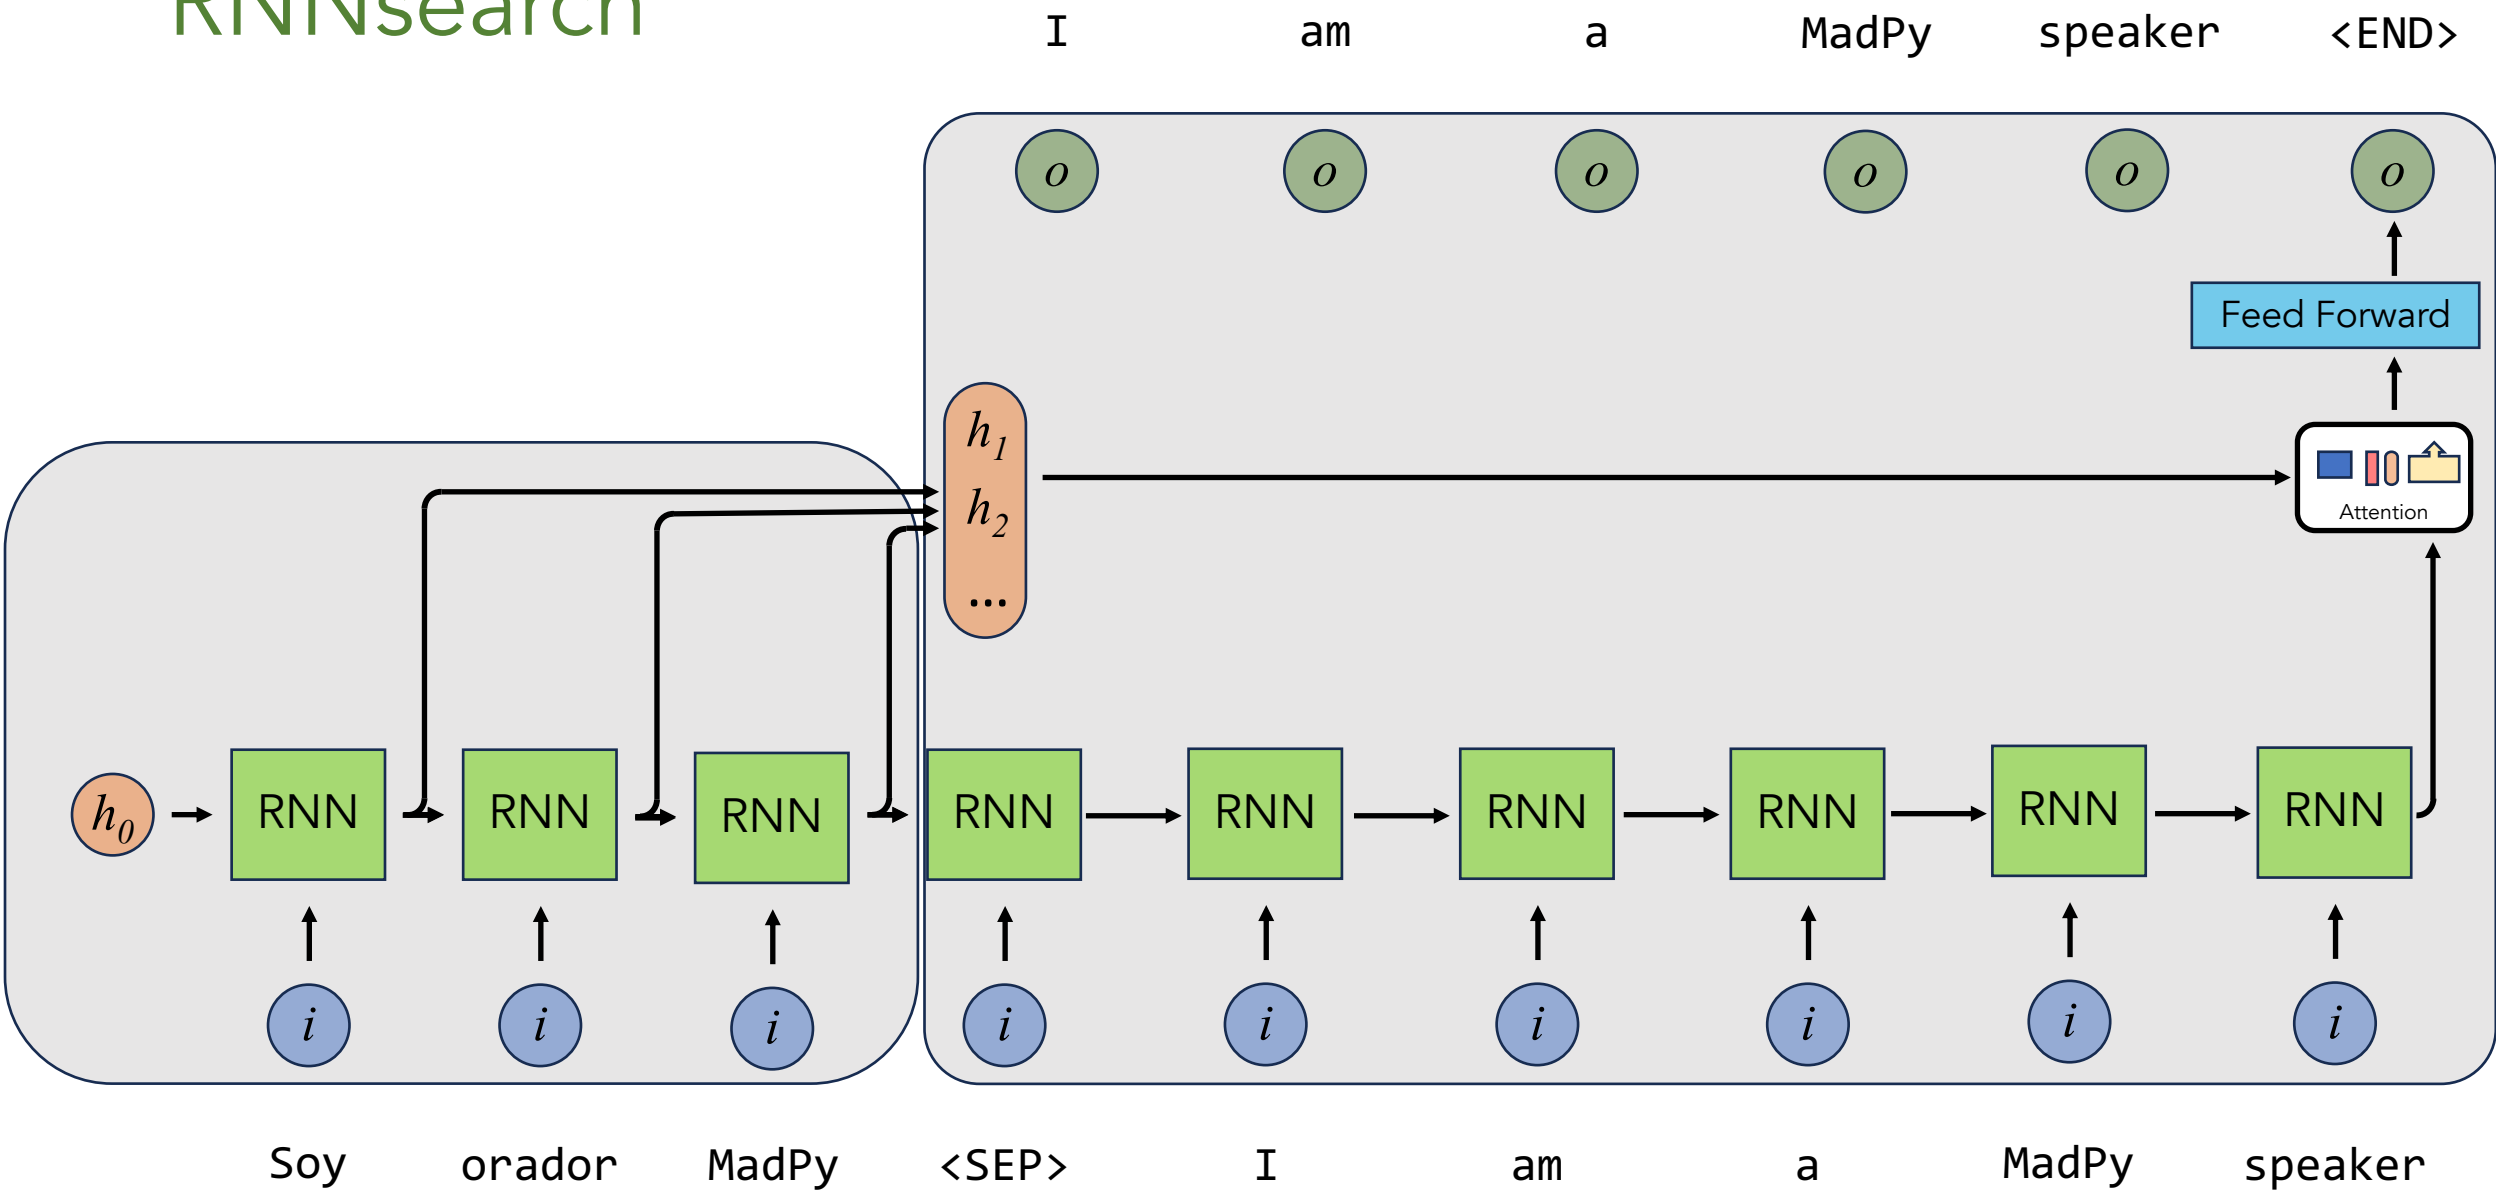 RNNsearch
I am a MadPy speaker <END>
o o o o o o
Feed Forward
h1
h2
...
Attention
h0 RNN RNN RNN RNN RNN RNN RNN RNN RNN
i i i i i i i i i
Soy orador MadPy <SEP> I am a MadPy speaker